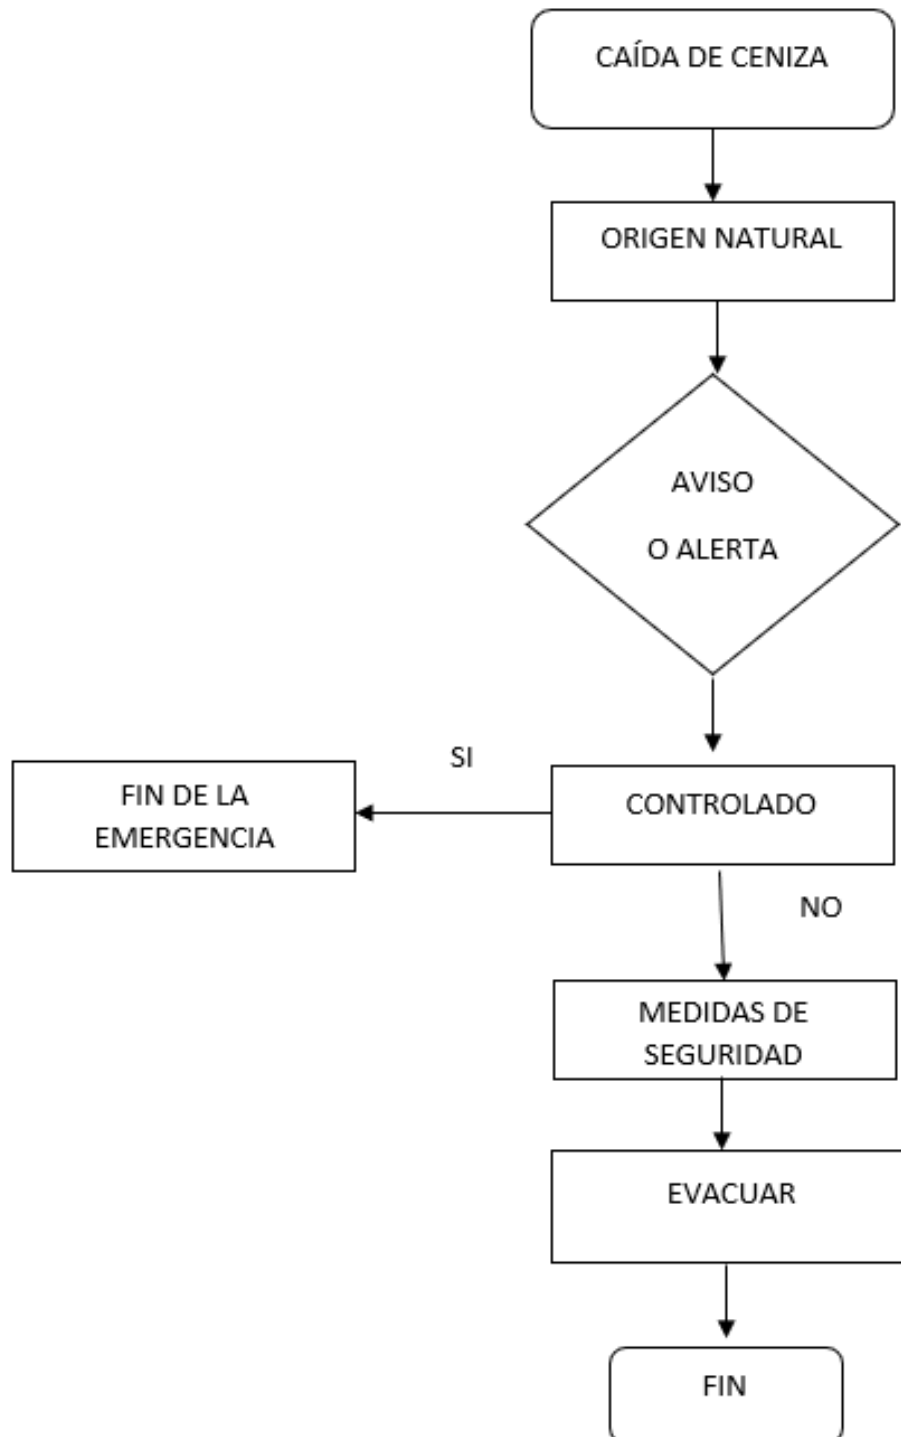 CAÍDA DE CENIZA
ORIGEN NATURAL
AVISO
O ALERTA
SI
FIN DE LA
EMERGENCIA
CONTROLADO
NO
MEDIDAS DE
SEGURIDAD
EVACUAR
FIN